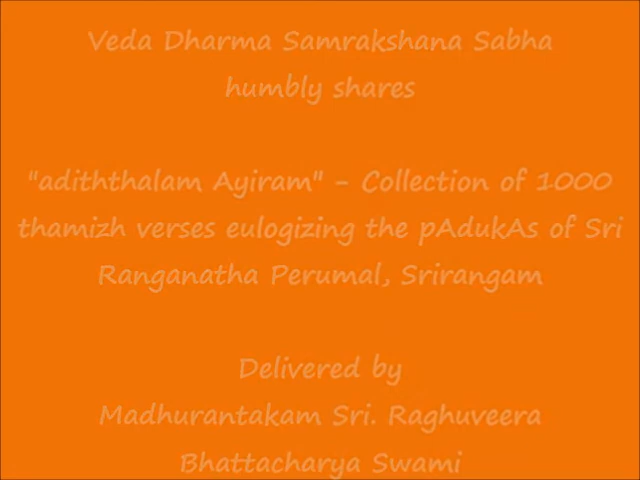 Veda Dharma Samrakshana Sabha
humbly shares
"adiththalam Ayiram" - Collection of 1000
thamizh verses eulogizing the pAdukAs of Sri
Ranganatha Perumal, Srirangam
Delivered by
Madhurantakam Sri. Raghuveera
Bhattacharya Swami